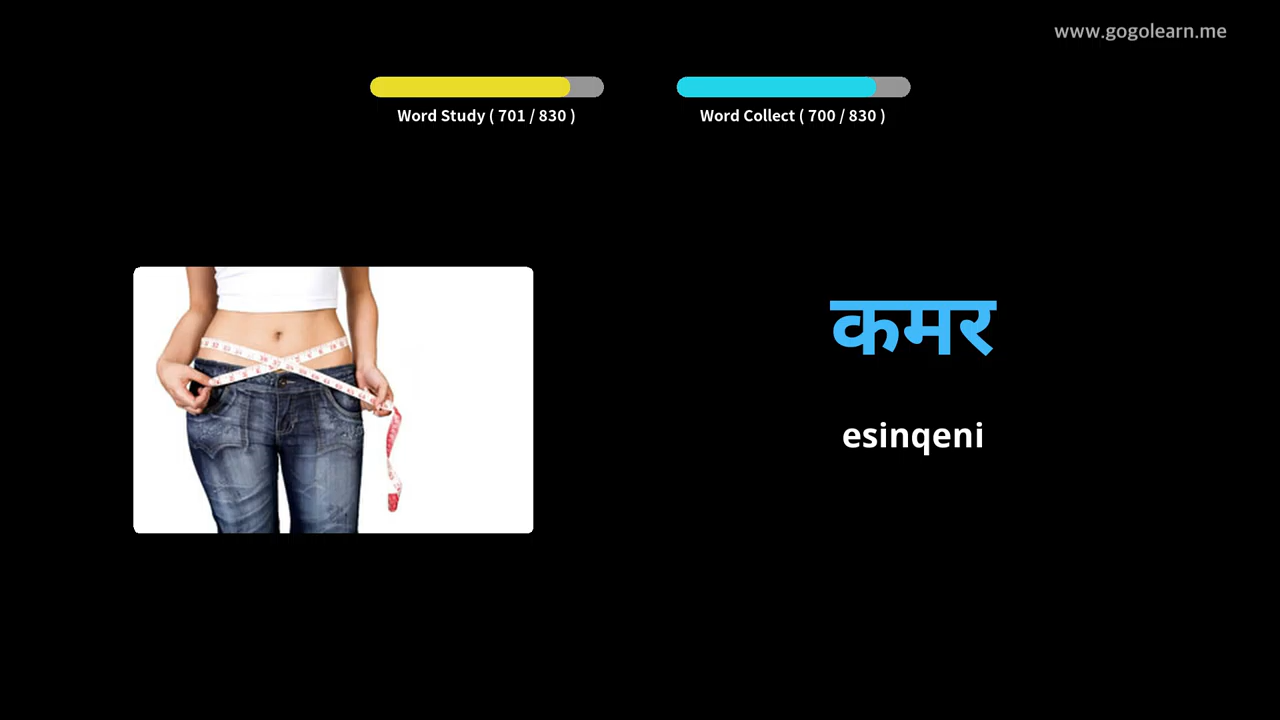 www.gogolearn.me
Word Study ( 701 / 830 )
Word Collect ( 700 / 830 )
कमर
esinqeni